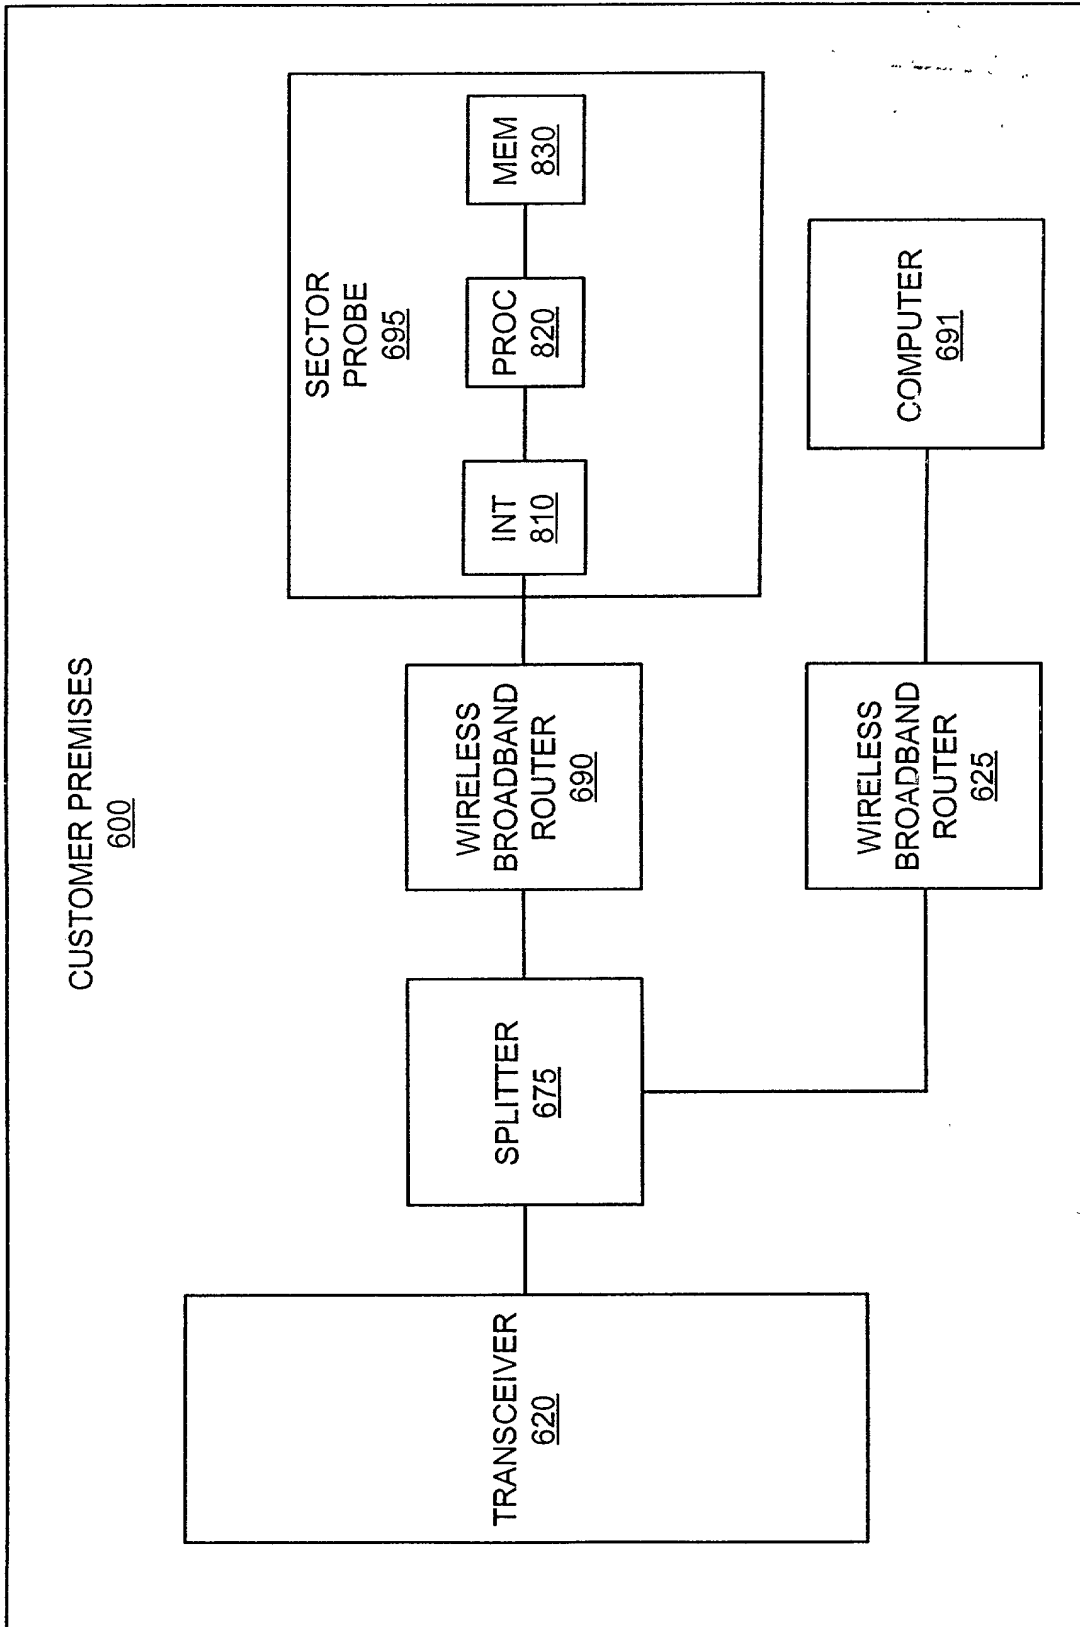 CUSTOMER PREMISES
600
TRANSCEIVER
620
SPLITTER
675
WIRELESS
BROADBAND
ROUTER
690
SECTOR
PROBE
695
INT
810
PROC
820
MEM
830
WIRELESS
BROADBAND
ROUTER
625
COMPUTER
691